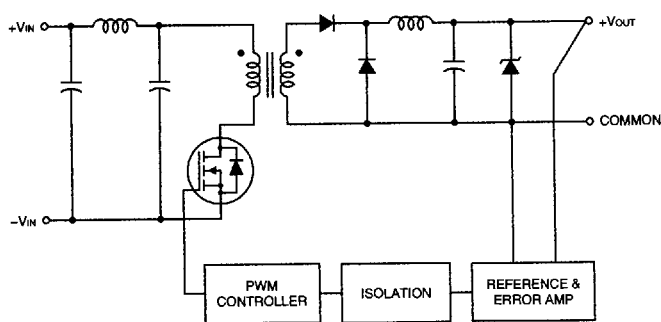 +VIN
+VOUT
COMMON
−VIN
PWM
CONTROLLER
ISOLATION
REFERENCE &
ERROR AMP